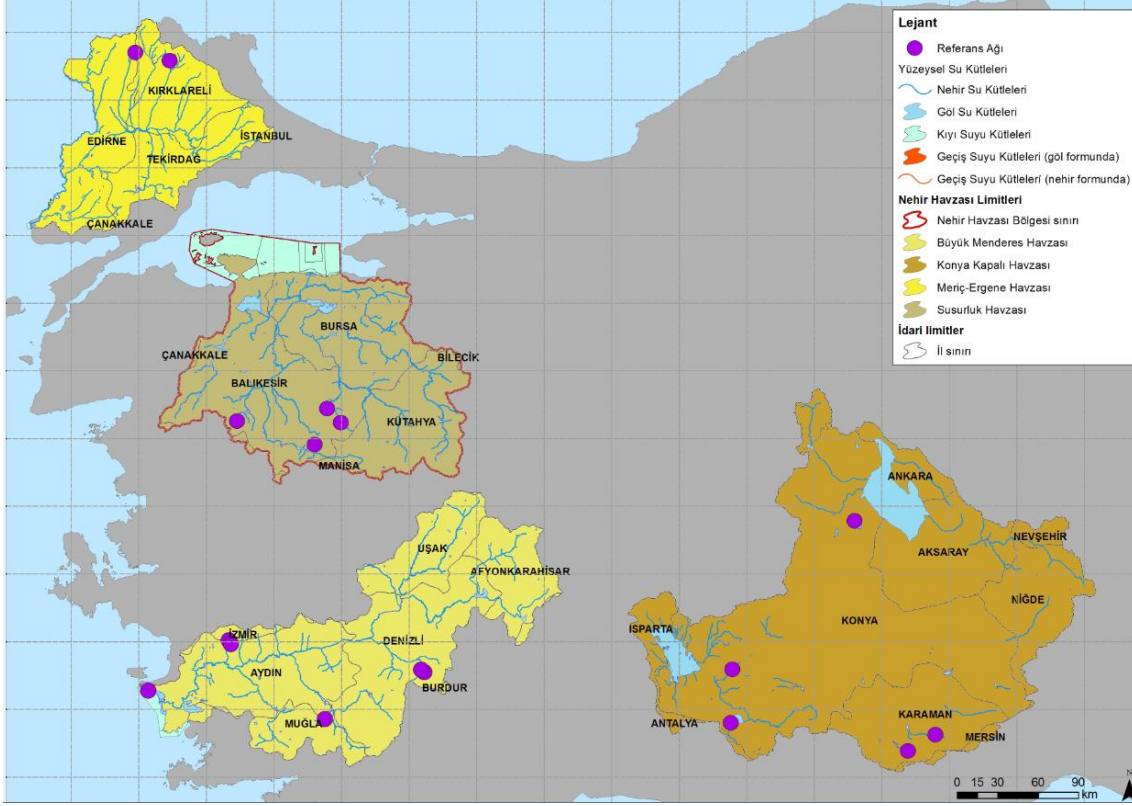 Lejant
Referans Ağı
Yüzeysel Su Kütleleri
Nehir Su Kütleleri
Göl Su Kütleleri
Kıyı Suyu Kütleleri
Geçiş Suyu Kütleleri (göl formunda)
Geçiş Suyu Kütleleri (nehir formunda)
Nehir Havzası Limitleri
Nehir Havzası Bölgesi sınırı
Büyük Menderes Havzası
Konya Kapalı Havzası
Meriç-Ergene Havzası
Susurluk Havzası
İdari limitler
İl sınırı
KIRKLARELİ
EDİRNE
İSTANBUL
TEKİRDAĞ
ÇANAKKALE
BURSA
ÇANAKKALE
BİLECİK
BALIKESİR
KÜTAHYA
MANİSA
UŞAK
AFYONKARAHİSAR
İZMİR
DENİZLİ
AYDIN
BURDUR
MUĞLA
ANKARA
NEVŞEHİR
AKSARAY
NİĞDE
ISPARTA
KONYA
ANTALYA
KARAMAN
MERSİN
0 15 30 60 90
km
N